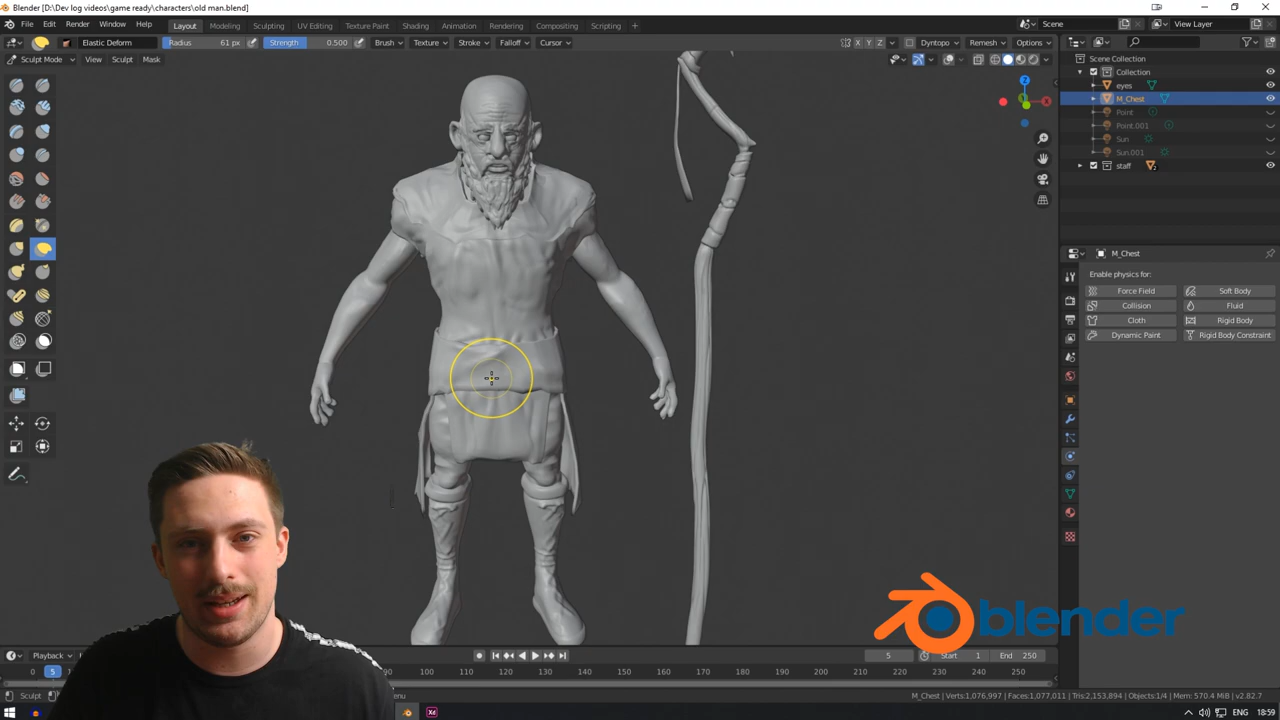 Blender [D:\Dev log videos\game ready\characters\old man.blend]
File Edit Render Window Help Layout Modeling Sculpting UV Editing Texture Paint Shading Animation Rendering Compositing Scripting + Scene View Layer
Elastic Deform Radius 61 px Strength 0.500 Brush Texture Stroke Falloff Cursor X Y Z Dyntopo Remesh Options
Sculpt Mode View Sculpt Mask
Scene Collection
Collection
eyes
M_Chest
Point
Point.001
Sun
Sun.001
staff 2
Z
X
M_Chest
Enable physics for:
Force Field Soft Body
Collision Fluid
Cloth Rigid Body
Dynamic Paint Rigid Body Constraint
blender
Playback 5 Start 1 End 250
0 5 90 100 110 120 130 140 150 160 170 180 190 200 210 220 230 240 250
Sculpt
M_Chest | Verts:1,076,997 | Faces:1,077,011 | Tris:2,153,894 | Objects:1/4 | Mem: 570.4 MiB | v2.82.7
Xd ENG 18:59